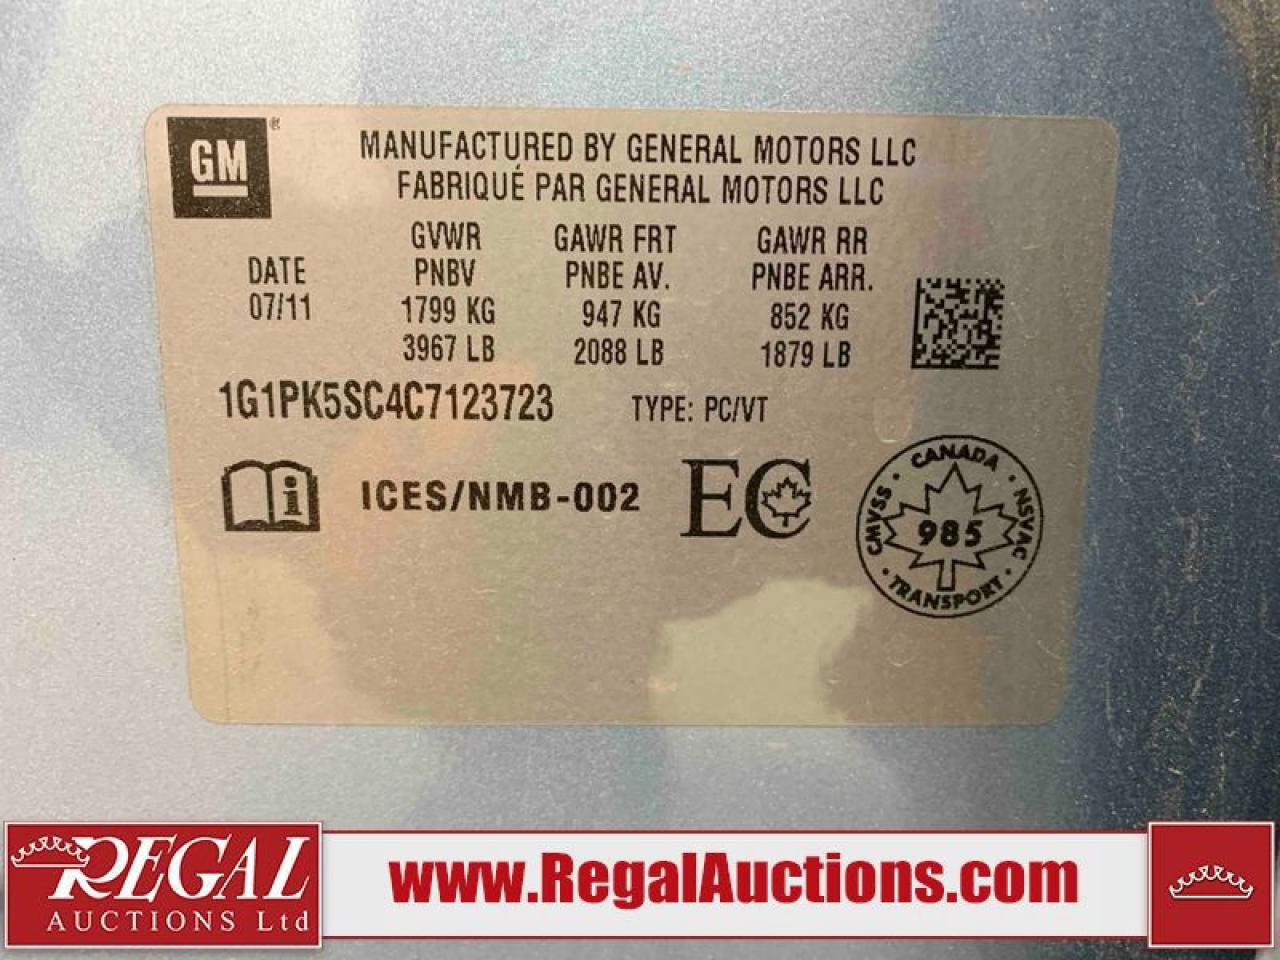 GM®
MANUFACTURED BY GENERAL MOTORS LLC
FABRIQUÉ PAR GENERAL MOTORS LLC
GVWR GAWR FRT GAWR RR
DATE PNBV PNBE AV. PNBE ARR.
07/11 1799 KG 947 KG 852 KG
3967 LB 2088 LB 1879 LB
1G1PK5SC4C7123723 TYPE: PC/VT
i ICES/NMB-002 EC
CANADA
CMVSS 985 NSVAC
TRANSPORT
REGAL
AUCTIONS Ltd
www.RegalAuctions.com